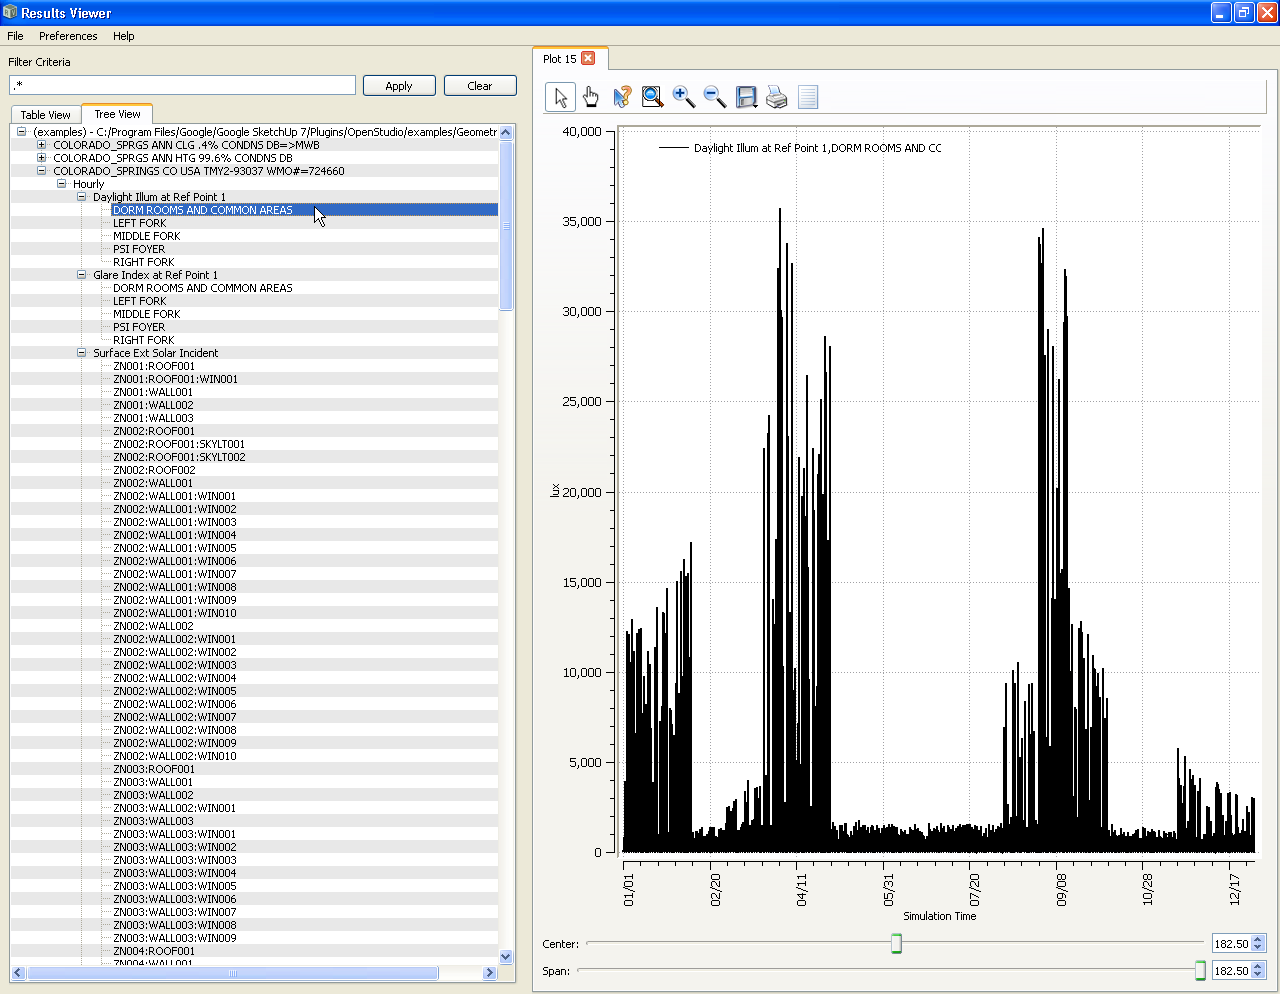 Results Viewer
File Preferences Help
Filter Criteria
.*
Apply Clear
Table View Tree View
(examples) - C:/Program Files/Google/Google SketchUp 7/Plugins/OpenStudio/examples/Geometr
COLORADO_SPRGS ANN CLG .4% CONDNS DB=>MWB
COLORADO_SPRGS ANN HTG 99.6% CONDNS DB
COLORADO_SPRINGS CO USA TMY2-93037 WMO#=724660
Hourly
Daylight Illum at Ref Point 1
DORM ROOMS AND COMMON AREAS
LEFT FORK
MIDDLE FORK
PSI FOYER
RIGHT FORK
Glare Index at Ref Point 1
DORM ROOMS AND COMMON AREAS
LEFT FORK
MIDDLE FORK
PSI FOYER
RIGHT FORK
Surface Ext Solar Incident
ZN001:ROOF001
ZN001:ROOF001:WIN001
ZN001:WALL001
ZN001:WALL002
ZN001:WALL003
ZN002:ROOF001
ZN002:ROOF001:SKYLT001
ZN002:ROOF001:SKYLT002
ZN002:ROOF002
ZN002:WALL001
ZN002:WALL001:WIN001
ZN002:WALL001:WIN002
ZN002:WALL001:WIN003
ZN002:WALL001:WIN004
ZN002:WALL001:WIN005
ZN002:WALL001:WIN006
ZN002:WALL001:WIN007
ZN002:WALL001:WIN008
ZN002:WALL001:WIN009
ZN002:WALL001:WIN010
ZN002:WALL002
ZN002:WALL002:WIN001
ZN002:WALL002:WIN002
ZN002:WALL002:WIN003
ZN002:WALL002:WIN004
ZN002:WALL002:WIN005
ZN002:WALL002:WIN006
ZN002:WALL002:WIN007
ZN002:WALL002:WIN008
ZN002:WALL002:WIN009
ZN002:WALL002:WIN010
ZN003:ROOF001
ZN003:WALL001
ZN003:WALL002
ZN003:WALL002:WIN001
ZN003:WALL003
ZN003:WALL003:WIN001
ZN003:WALL003:WIN002
ZN003:WALL003:WIN003
ZN003:WALL003:WIN004
ZN003:WALL003:WIN005
ZN003:WALL003:WIN006
ZN003:WALL003:WIN007
ZN003:WALL003:WIN008
ZN003:WALL003:WIN009
ZN004:ROOF001
ZN004:WALL001
Plot 15
Daylight Illum at Ref Point 1,DORM ROOMS AND CC
40,000
35,000
30,000
25,000
20,000
15,000
10,000
5,000
0
lux
01/01 02/20 04/11 05/31 07/20 09/08 10/28 12/17
Simulation Time
Center: 182.50
Span: 182.50